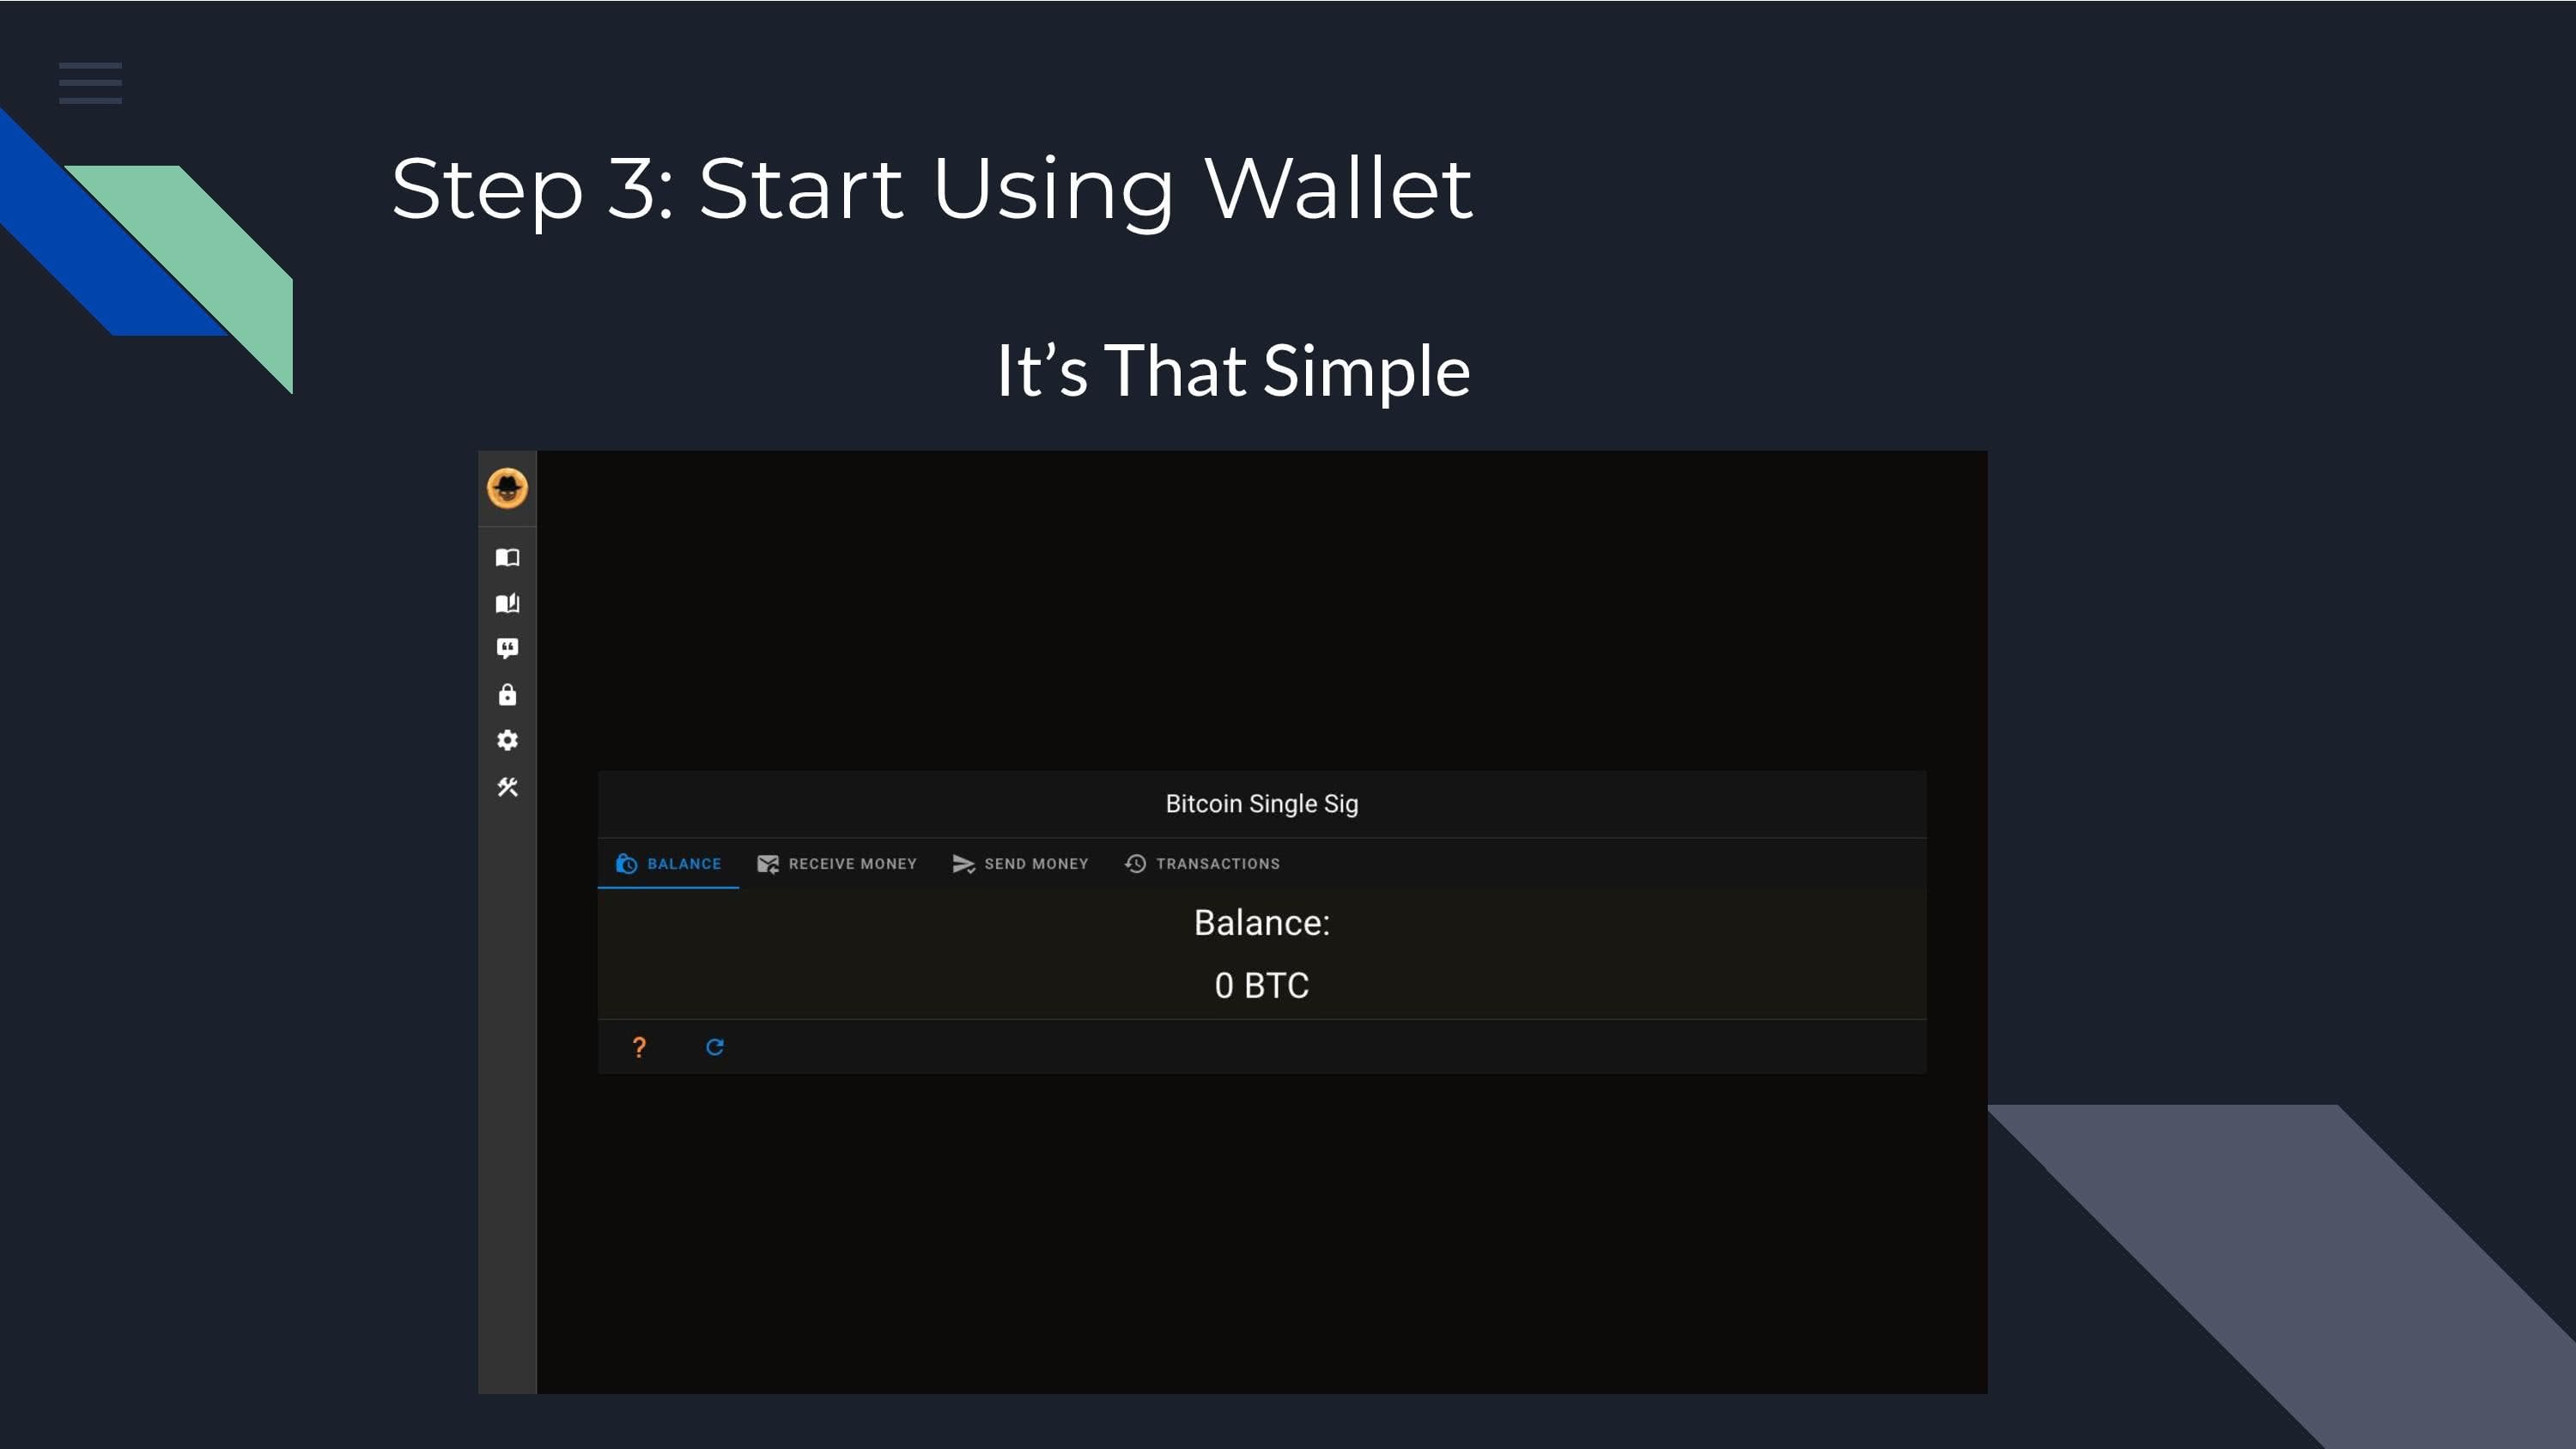 Step 3: Start Using Wallet
It’s That Simple
Bitcoin Single Sig
BALANCE RECEIVE MONEY SEND MONEY TRANSACTIONS
Balance:
0 BTC
?